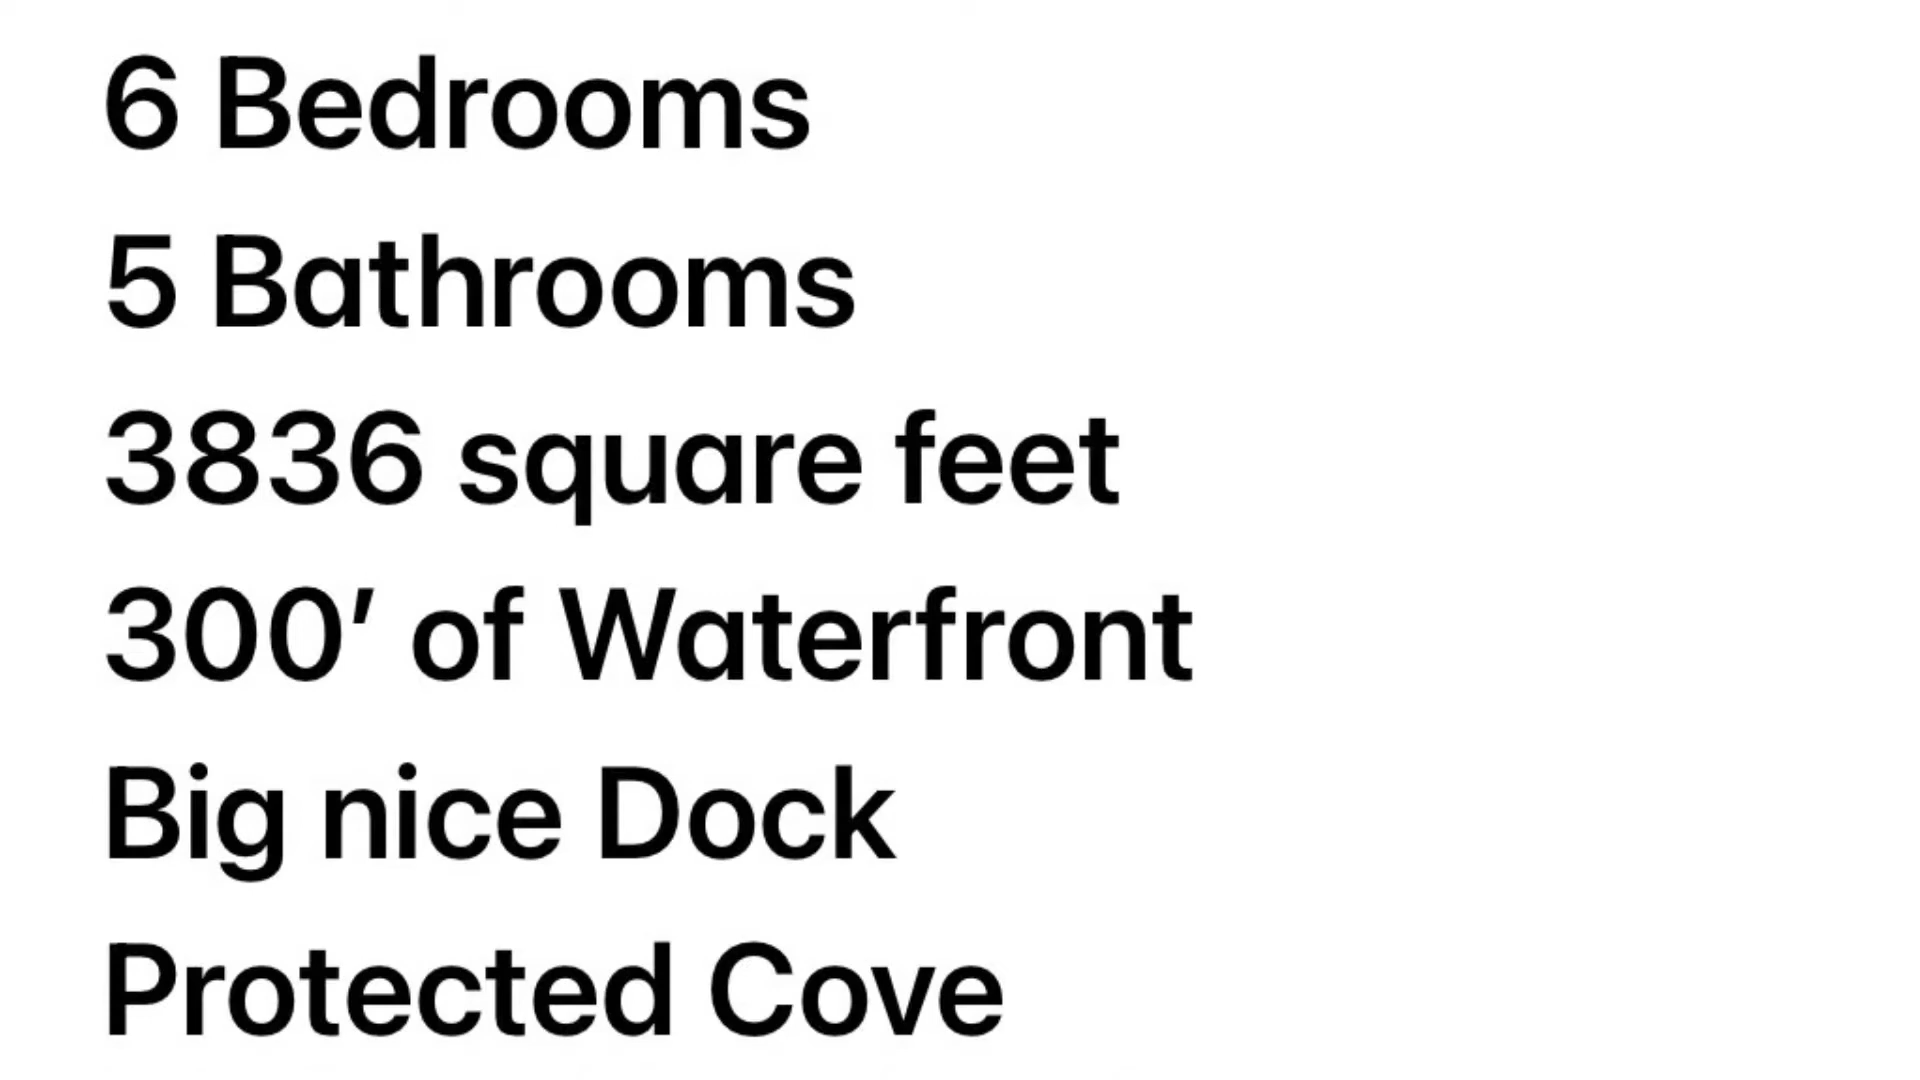 6 Bedrooms
5 Bathrooms
3836 square feet
300’ of Waterfront
Big nice Dock
Protected Cove